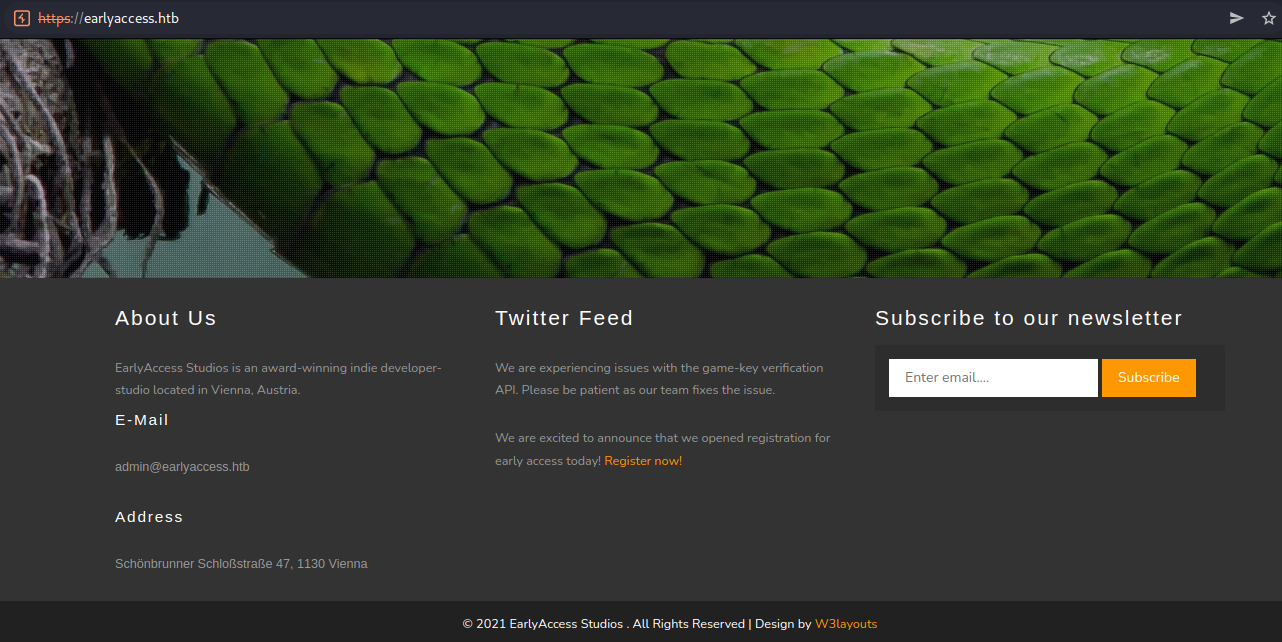 https://earlyaccess.htb
About Us
EarlyAccess Studios is an award-winning indie developer-
studio located in Vienna, Austria.
E-Mail
admin@earlyaccess.htb
Address
Schönbrunner Schloßstraße 47, 1130 Vienna
Twitter Feed
We are experiencing issues with the game-key verification
API. Please be patient as our team fixes the issue.
We are excited to announce that we opened registration for
early access today! Register now!
Subscribe to our newsletter
Enter email.... Subscribe
© 2021 EarlyAccess Studios . All Rights Reserved | Design by W3layouts